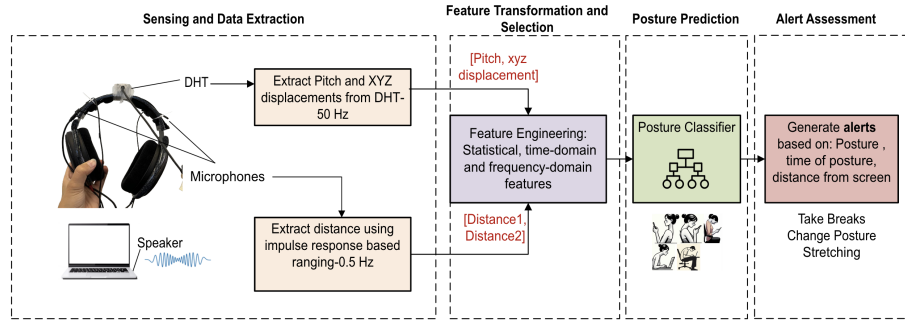 Sensing and Data Extraction
Feature Transformation and
Selection
Posture Prediction
Alert Assessment
DHT
Extract Pitch and XYZ
displacements from DHT-
50 Hz
[Pitch, xyz
displacement]
Microphones
Speaker
Extract distance using
impulse response based
ranging-0.5 Hz
[Distance1,
Distance2]
Feature Engineering:
Statistical, time-domain
and frequency-domain
features
Posture Classifier
Generate alerts
based on: Posture ,
time of posture,
distance from screen
Take Breaks
Change Posture
Stretching